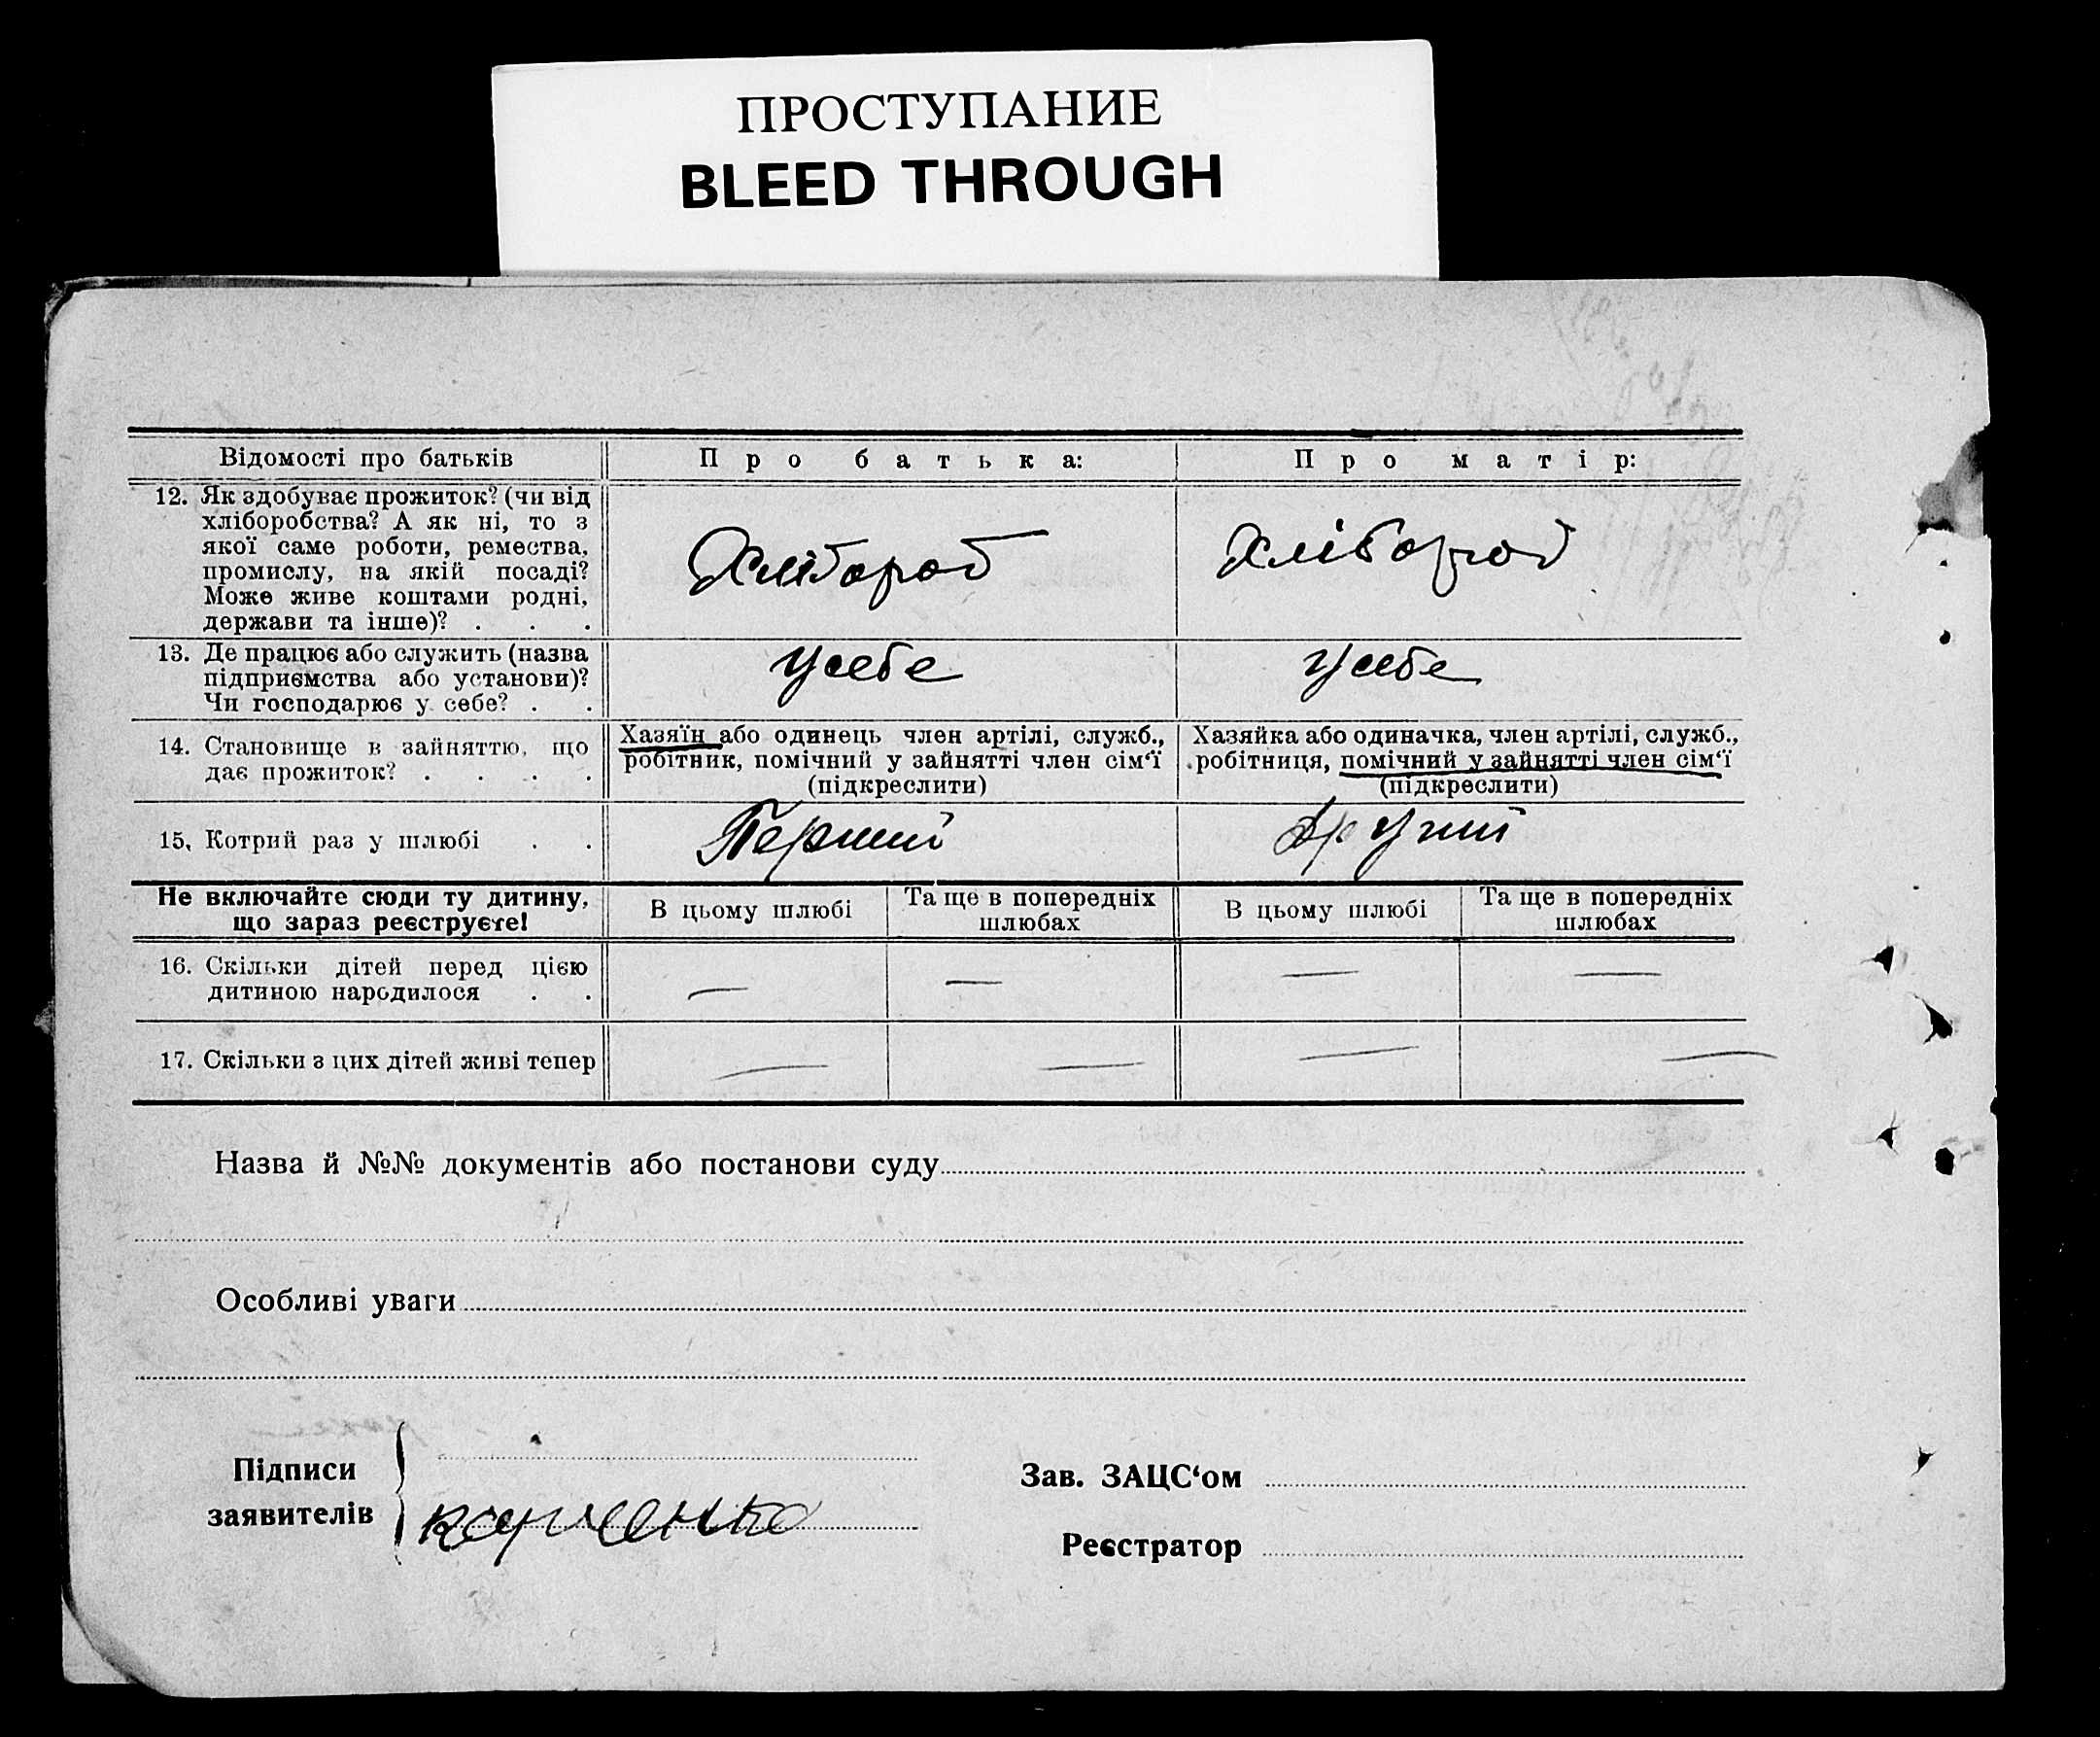 ПРОСТУПАНИЕ
BLEED THROUGH
Відомості про батьків
Про батька:
Про матір:
12. Як здобуває прожиток? (чи від
хліборобства? А як ні, то з
якої саме роботи, ремества,
промислу, на якій посаді?
Може живе коштами родні,
держави та інше)? . . .
Хлібороб
Хлібороб
13. Де працює або служить (назва
підприємства або установи)?
Чи господарює у себе? . .
У себе
У себе
14. Становище в зайняттю, що
дає прожиток? . . . .
Хазяїн або одинець член артілі, служб.,
робітник, помічний у зайнятті член сім‘ї
(підкреслити)
Хазяйка або одиначка, член артілі, служб.,
робітниця, помічний у зайнятті член сім‘ї
(підкреслити)
15, Котрий раз у шлюбі . .
Перший
Другий
Не включайте сюди ту дитину,
що зараз реєструєте!
В цьому шлюбі
Та ще в попередніх
шлюбах
В цьому шлюбі
Та ще в попередніх
шлюбах
16. Скільки дітей перед цією
дитиною народилося . .
— — — —
17. Скільки з цих дітей живі тепер
— — — —
Назва й №№ документів або постанови суду
Особливі уваги
Підписи
заявителів
Зав. ЗАЦС‘ом
Реєстратор